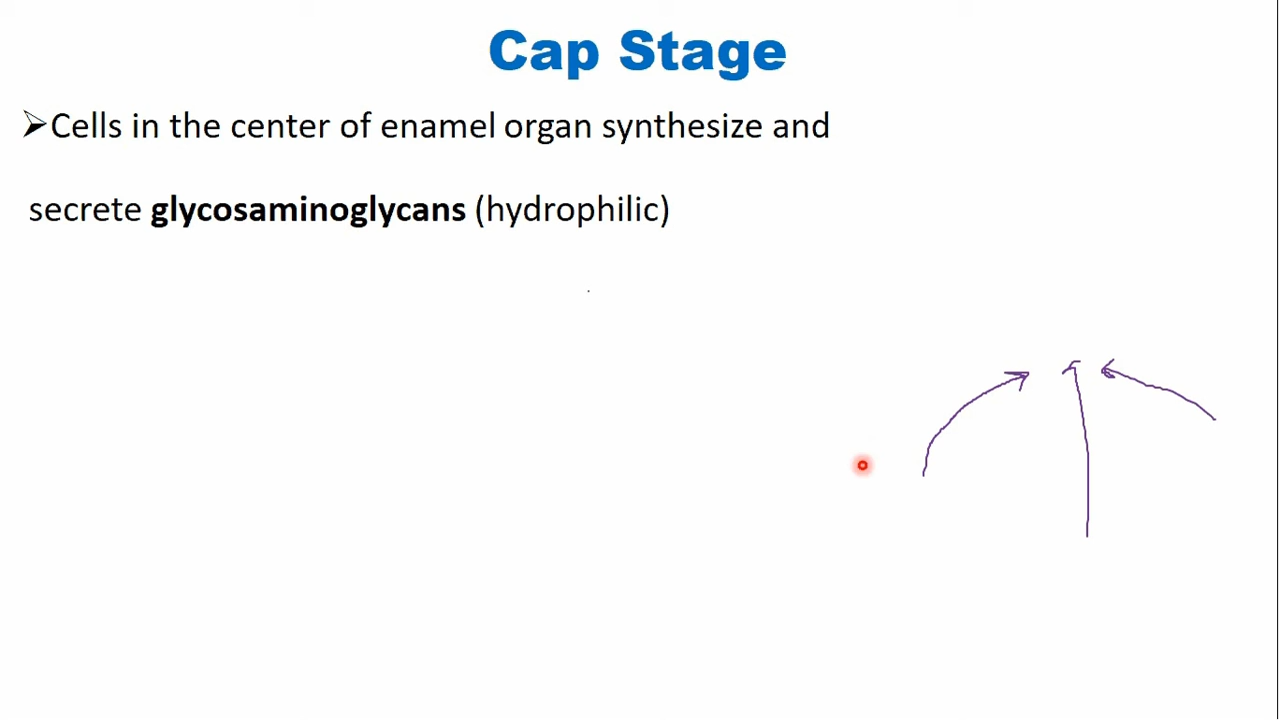 Cap Stage
➢Cells in the center of enamel organ synthesize and
secrete glycosaminoglycans (hydrophilic)